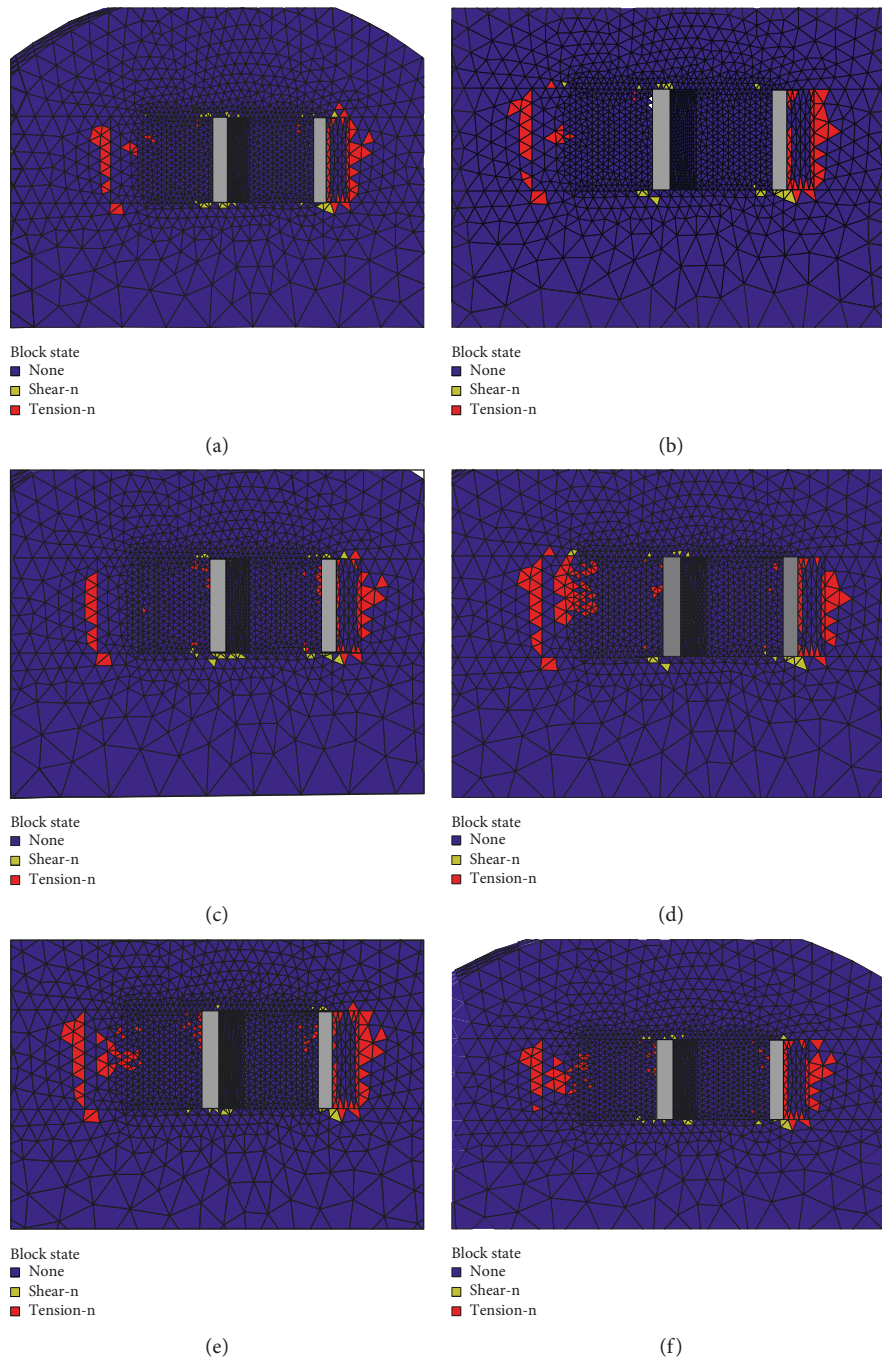 Block state
None
Shear-n
Tension-n
(a)
Block state
None
Shear-n
Tension-n
(b)
Block state
None
Shear-n
Tension-n
(c)
Block state
None
Shear-n
Tension-n
(d)
Block state
None
Shear-n
Tension-n
(e)
Block state
None
Shear-n
Tension-n
(f)